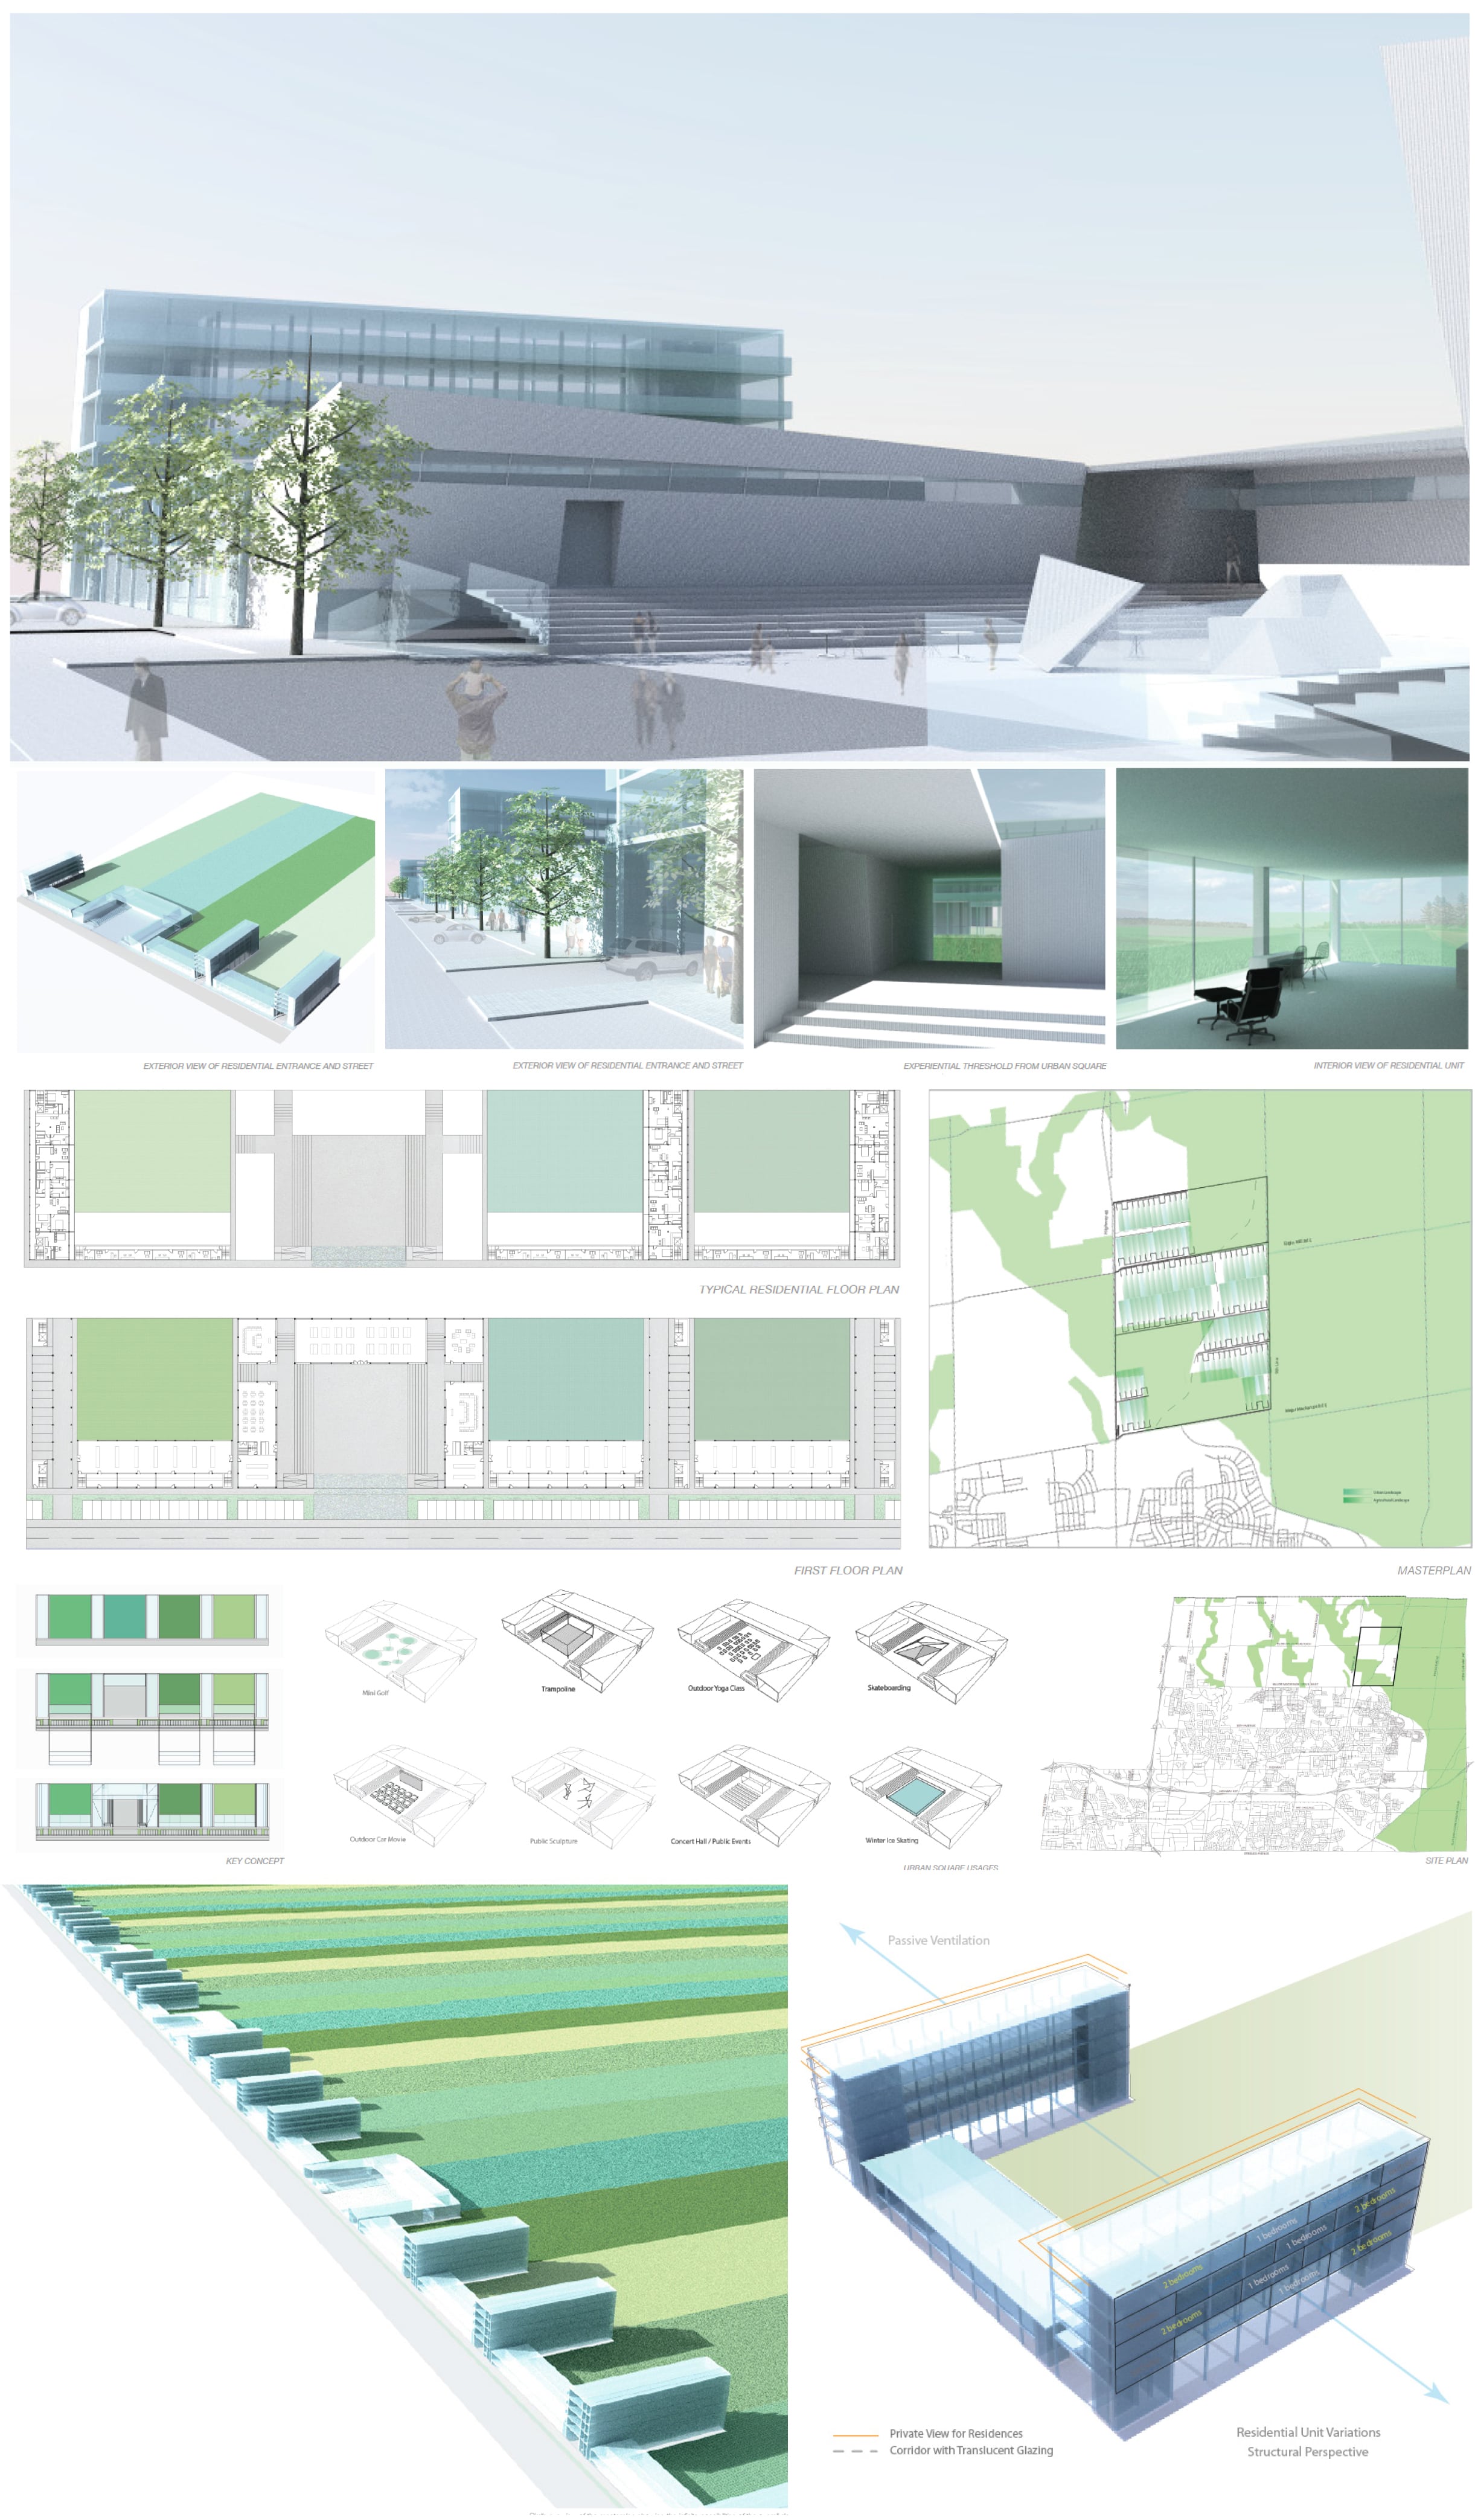 EXTERIOR VIEW OF RESIDENTIAL ENTRANCE AND STREET
EXTERIOR VIEW OF RESIDENTIAL ENTRANCE AND STREET
EXPERIENTIAL THRESHOLD FROM URBAN SQUARE
INTERIOR VIEW OF RESIDENTIAL UNIT
TYPICAL RESIDENTIAL FLOOR PLAN
Urban Landscape
Agricultural Landscape
FIRST FLOOR PLAN
MASTERPLAN
Mini Golf
Trampoline
Outdoor Yoga Class
Skateboarding
Outdoor Car Movie
Public Sculpture
Concert Hall / Public Events
Winter Ice Skating
KEY CONCEPT
URBAN SQUARE USAGES
SITE PLAN
Passive Ventilation
2 bedrooms
1 bedrooms
1 bedrooms
2 bedrooms
2 bedrooms
1 bedrooms
1 bedrooms
2 bedrooms
Private View for Residences
Corridor with Translucent Glazing
Residential Unit Variations
Structural Perspective